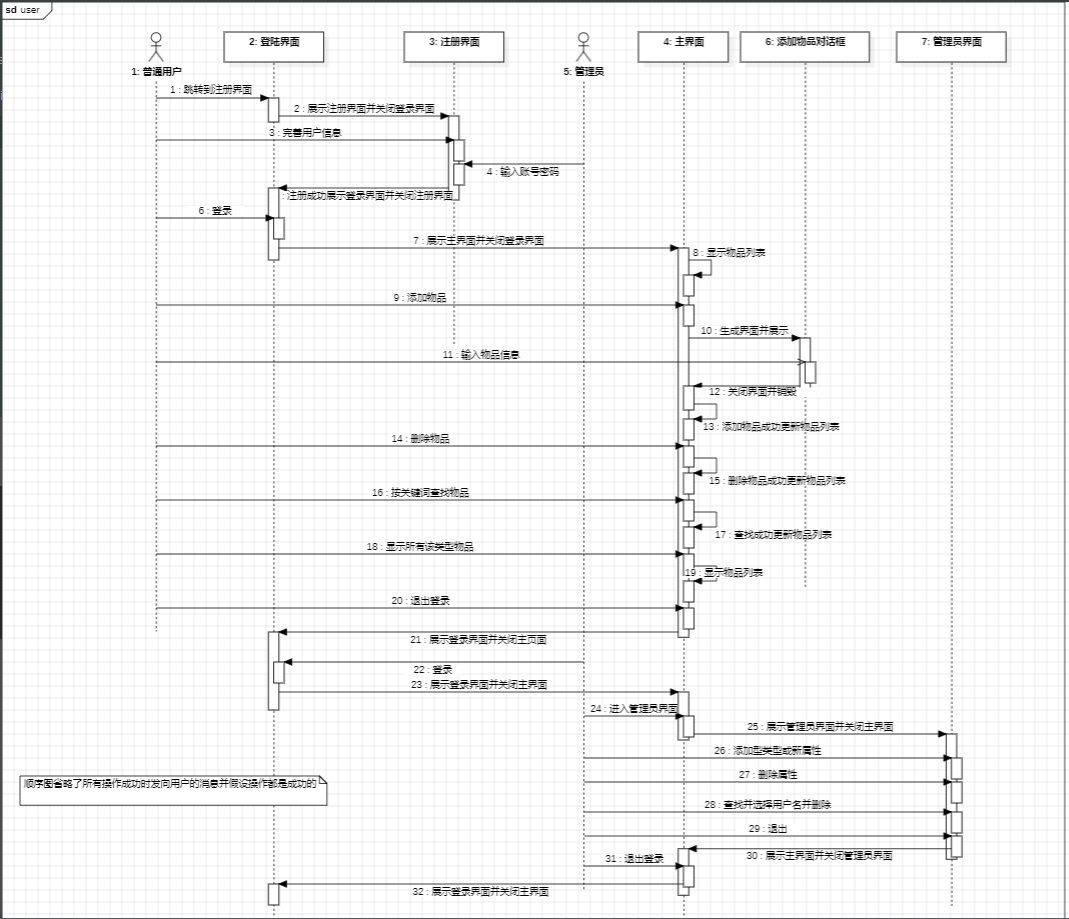 sd user
1: 普通用户
2: 登陆界面
3: 注册界面
5: 管理员
4: 主界面
6: 添加物品对话框
7: 管理员界面
1 : 跳转到注册界面
2 : 展示注册界面并关闭登录界面
3 : 完善用户信息
4 : 输入账号密码
: 注册成功展示登录界面并关闭注册界面
6 : 登录
7 : 展示主界面并关闭登录界面
8 : 显示物品列表
9 : 添加物品
10 : 生成界面并展示
11 : 输入物品信息
12 : 关闭界面并销毁
13 : 添加物品成功更新物品列表
14 : 删除物品
15 : 删除物品成功更新物品列表
16 : 按关键词查找物品
17 : 查找成功更新物品列表
18 : 显示所有该类型物品
19 : 显示物品列表
20 : 退出登录
21 : 展示登录界面并关闭主页面
22 : 登录
23 : 展示登录界面并关闭主界面
24 : 进入管理员界面
25 : 展示管理员界面并关闭主界面
26 : 添加型类型或新属性
27 : 删除属性
顺序图省略了所有操作成功时发向用户的消息并假设操作都是成功的
28 : 查找并选择用户名并删除
29 : 退出
30 : 展示主界面并关闭管理员界面
31 : 退出登录
32 : 展示登录界面并关闭主界面